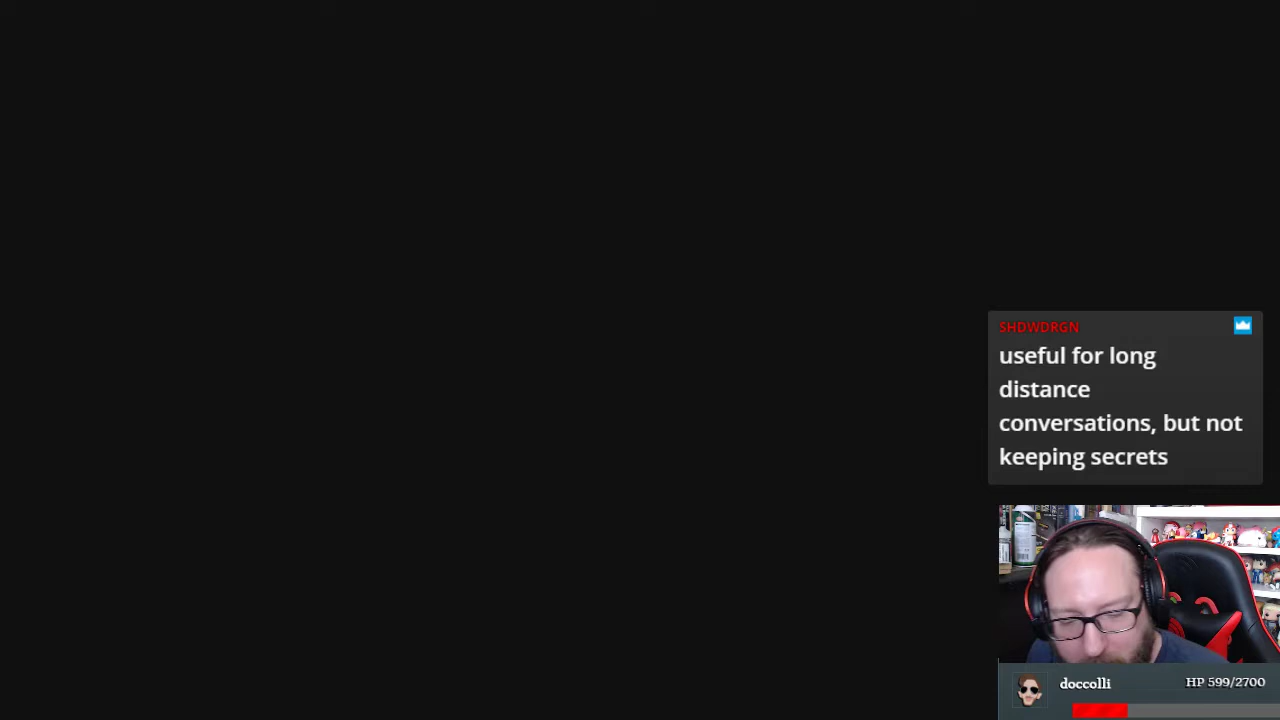 SHDWDRGN
useful for long
distance
conversations, but not
keeping secrets
doccolli HP 599/2700